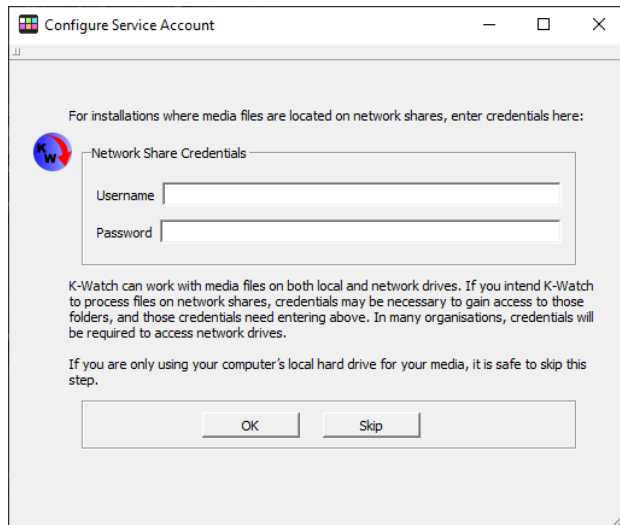 Configure Service Account
For installations where media files are located on network shares, enter credentials here:
K
W
Network Share Credentials
Username
Password
K-Watch can work with media files on both local and network drives. If you intend K-Watch
to process files on network shares, credentials may be necessary to gain access to those
folders, and those credentials need entering above. In many organisations, credentials will
be required to access network drives.
If you are only using your computer's local hard drive for your media, it is safe to skip this
step.
OK Skip